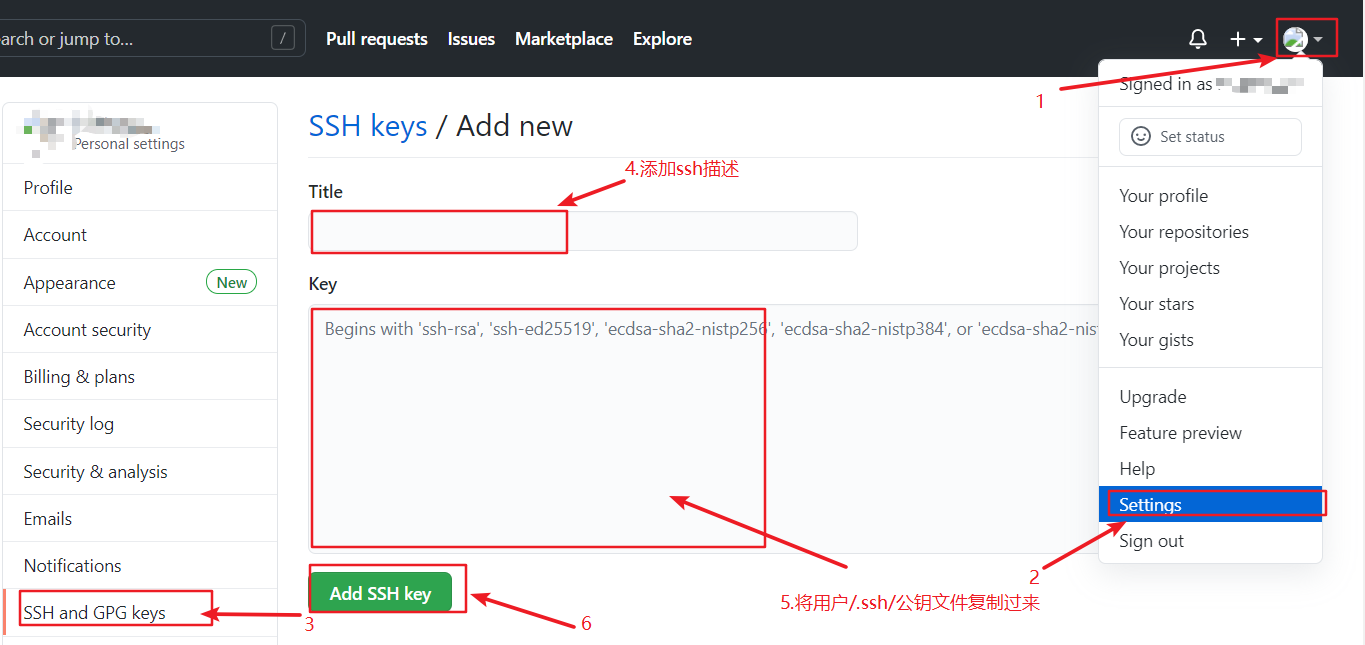 arch or jump to...
/
Pull requests
Issues
Marketplace
Explore
1
Signed in as
Personal settings
Profile
Account
Appearance
New
Account security
Billing & plans
Security log
Security & analysis
Emails
Notifications
SSH and GPG keys
3
SSH keys / Add new
4.添加ssh描述
Title
Key
Begins with 'ssh-rsa', 'ssh-ed25519', 'ecdsa-sha2-nistp256', 'ecdsa-sha2-nistp384', or 'ecdsa-sha2-nis
5.将用户/.ssh/公钥文件复制过来
Add SSH key
6
Set status
Your profile
Your repositories
Your projects
Your stars
Your gists
Upgrade
Feature preview
Help
Settings
Sign out
2